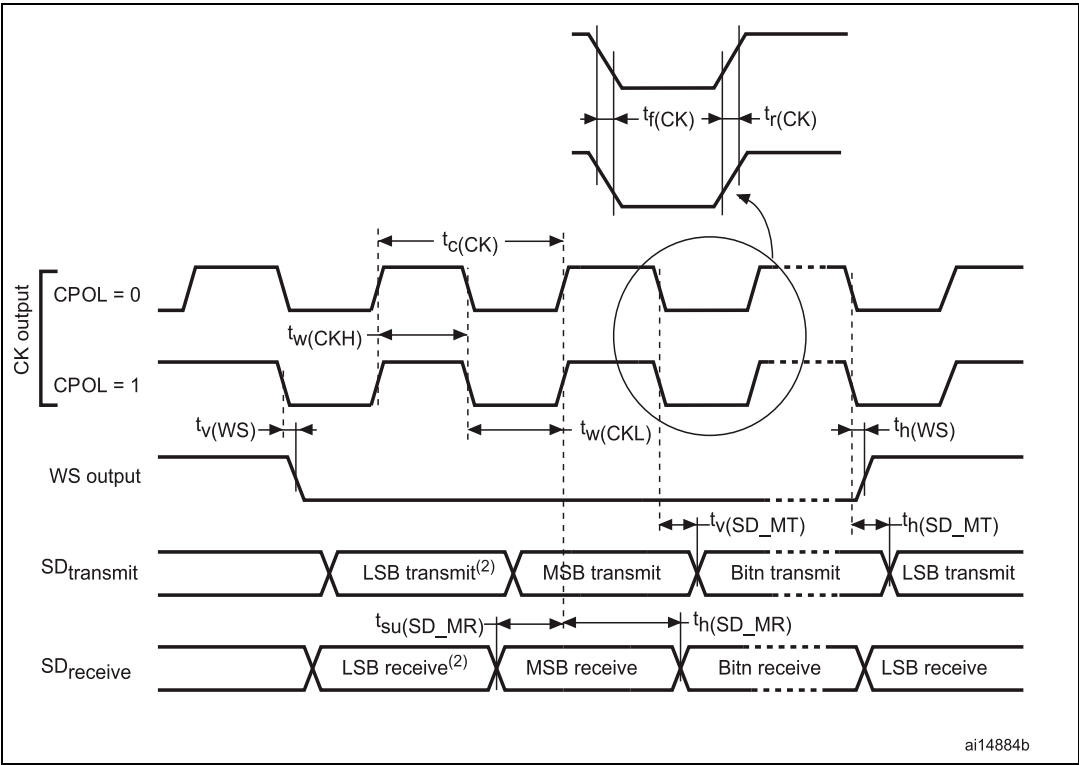 tf(CK)
tr(CK)
tc(CK)
CK output
CPOL = 0
tw(CKH)
CPOL = 1
tv(WS)
tw(CKL)
th(WS)
WS output
tv(SD_MT)
th(SD_MT)
SDtransmit
LSB transmit(2)
MSB transmit
Bitn transmit
LSB transmit
tsu(SD_MR)
th(SD_MR)
SDreceive
LSB receive(2)
MSB receive
Bitn receive
LSB receive
ai14884b